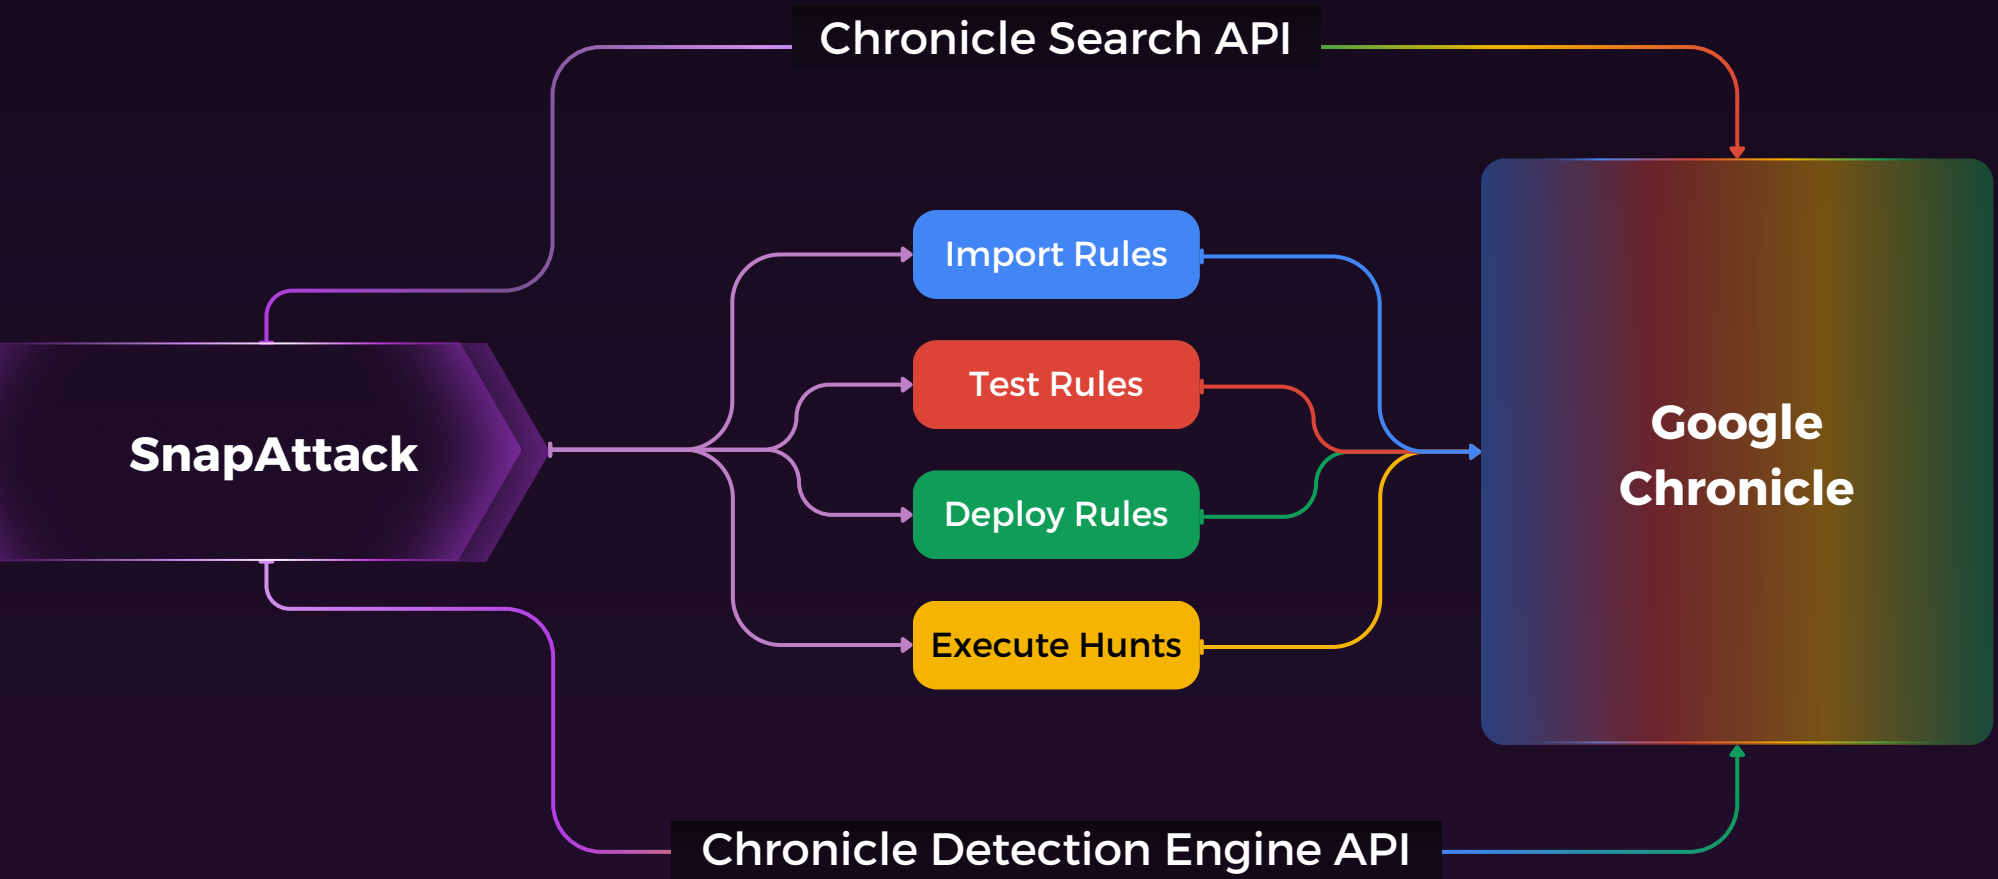 Chronicle Search API
Import Rules
Test Rules
SnapAttack
Google
Chronicle
Deploy Rules
Execute Hunts
Chronicle Detection Engine API